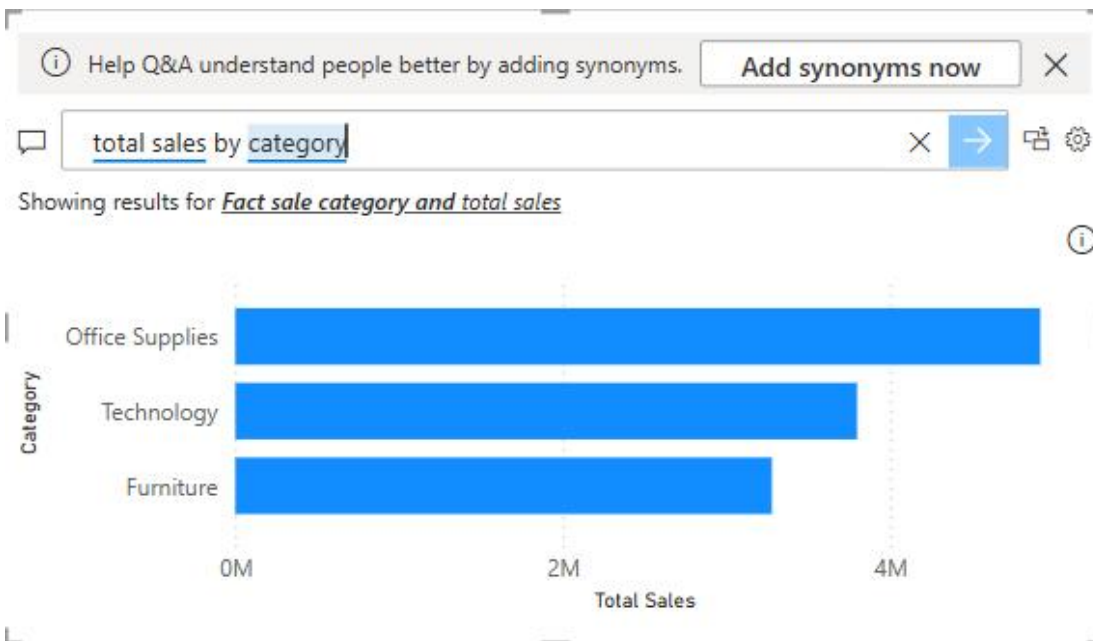 Help Q&A understand people better by adding synonyms. Add synonyms now
total sales by category
Showing results for Fact sale category and total sales
Category
Office Supplies
Technology
Furniture
0M 2M 4M
Total Sales